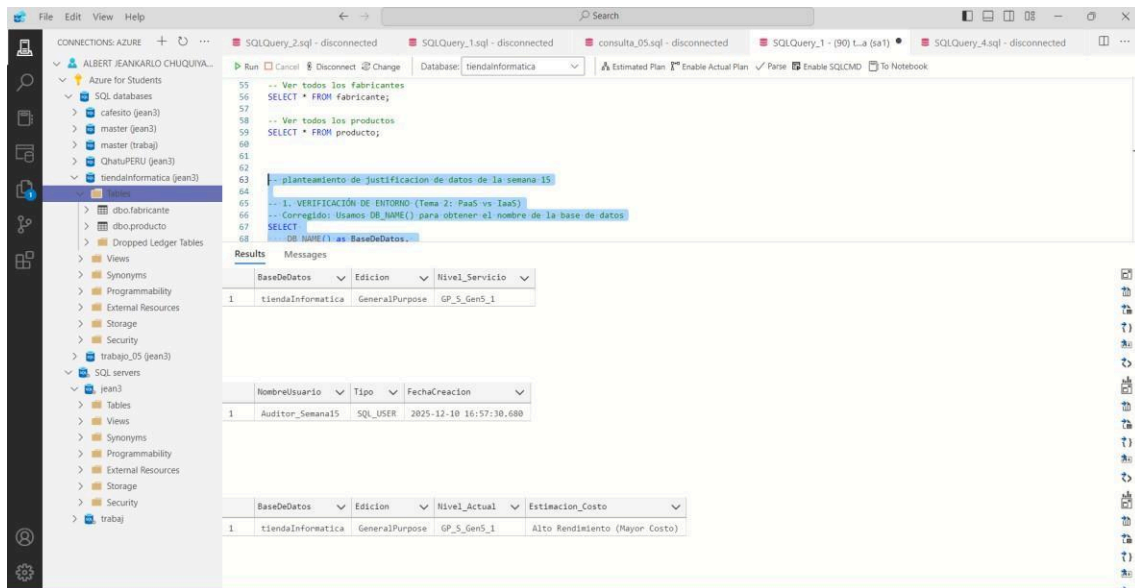 File Edit View Help
Search
CONNECTIONS: AZURE
ALBERT JEANKARLO CHUQUIYA...
Azure for Students
SQL databases
cafesito (jean3)
master (jean3)
master (trabaj)
QhatuPERU (jean3)
tiendaInformatica (jean3)
Tables
dbo.fabricante
dbo.producto
Dropped Ledger Tables
Views
Synonyms
Programmability
External Resources
Storage
Security
trabajo_05 (jean3)
SQL servers
jean3
Tables
Views
Synonyms
Programmability
External Resources
Storage
Security
trabaj
SQLQuery_2.sql - disconnected
SQLQuery_1.sql - disconnected
consulta_05.sql - disconnected
SQLQuery_1 - (90) t...a (sa1)
SQLQuery_4.sql - disconnected
Run Cancel Disconnect Change Database: tiendaInformatica Estimated Plan Enable Actual Plan Parse Enable SQLCMD To Notebook
55 -- Ver todos los fabricantes
56 SELECT * FROM fabricante;
57
58 -- Ver todos los productos
59 SELECT * FROM producto;
60
61
62
63 -- planteamiento de justificacion de datos de la semana 15
64
65 -- 1. VERIFICACIÓN DE ENTORNO (Tema 2: PaaS vs IaaS)
66 -- Corregido: Usamos DB_NAME() para obtener el nombre de la base de datos
67 SELECT
68 DB_NAME() as BaseDeDatos,
Results Messages
BaseDeDatos Edicion Nivel_Servicio
1 tiendaInformatica GeneralPurpose GP_S_Gen5_1
NombreUsuario Tipo FechaCreacion
1 Auditor_Semana15 SQL_USER 2025-12-10 16:57:30.680
BaseDeDatos Edicion Nivel_Actual Estimacion_Costo
1 tiendaInformatica GeneralPurpose GP_S_Gen5_1 Alto Rendimiento (Mayor Costo)